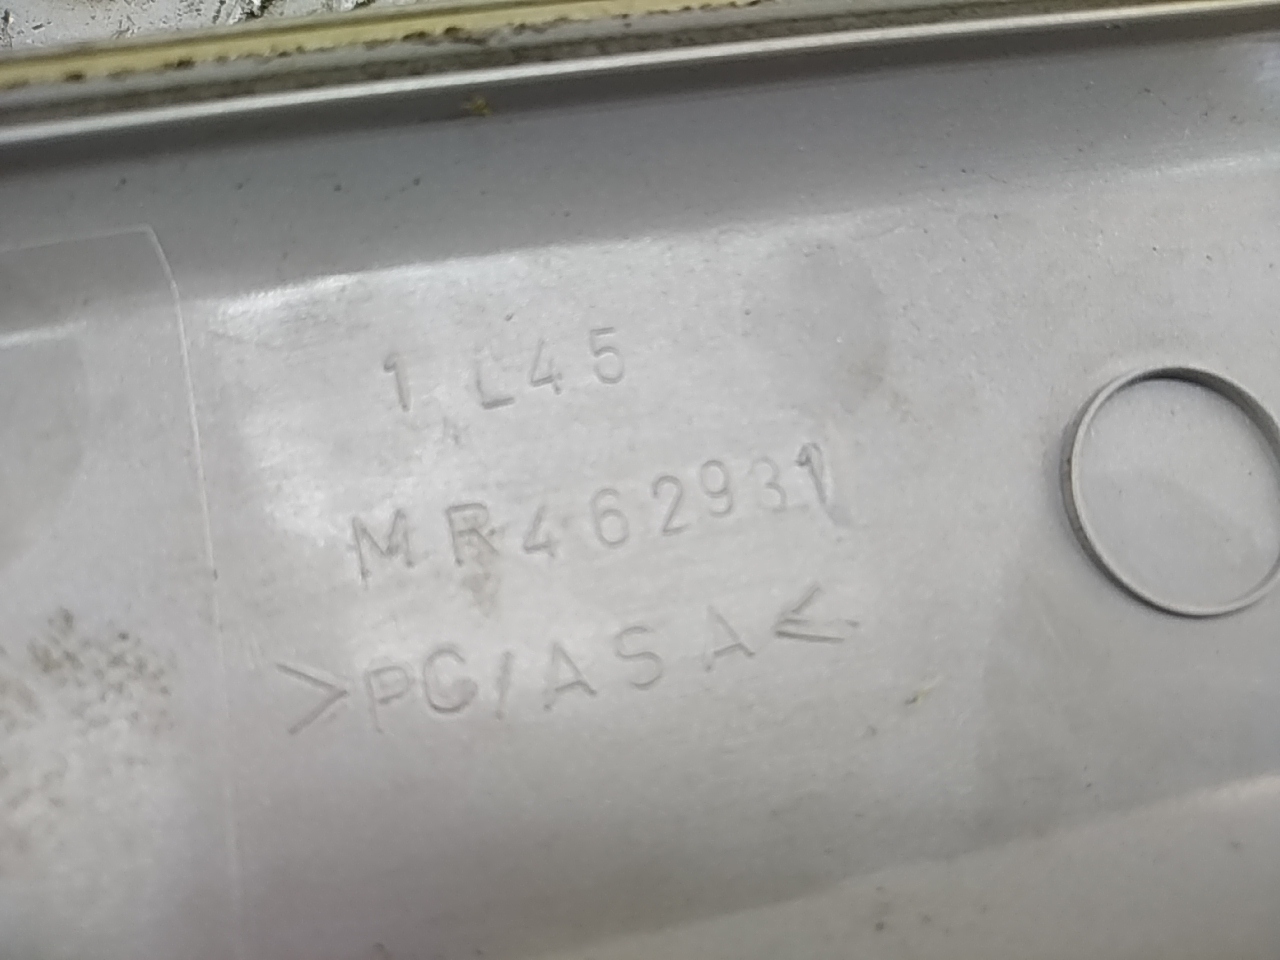 1 L45
MR462931
>PC/ASA<